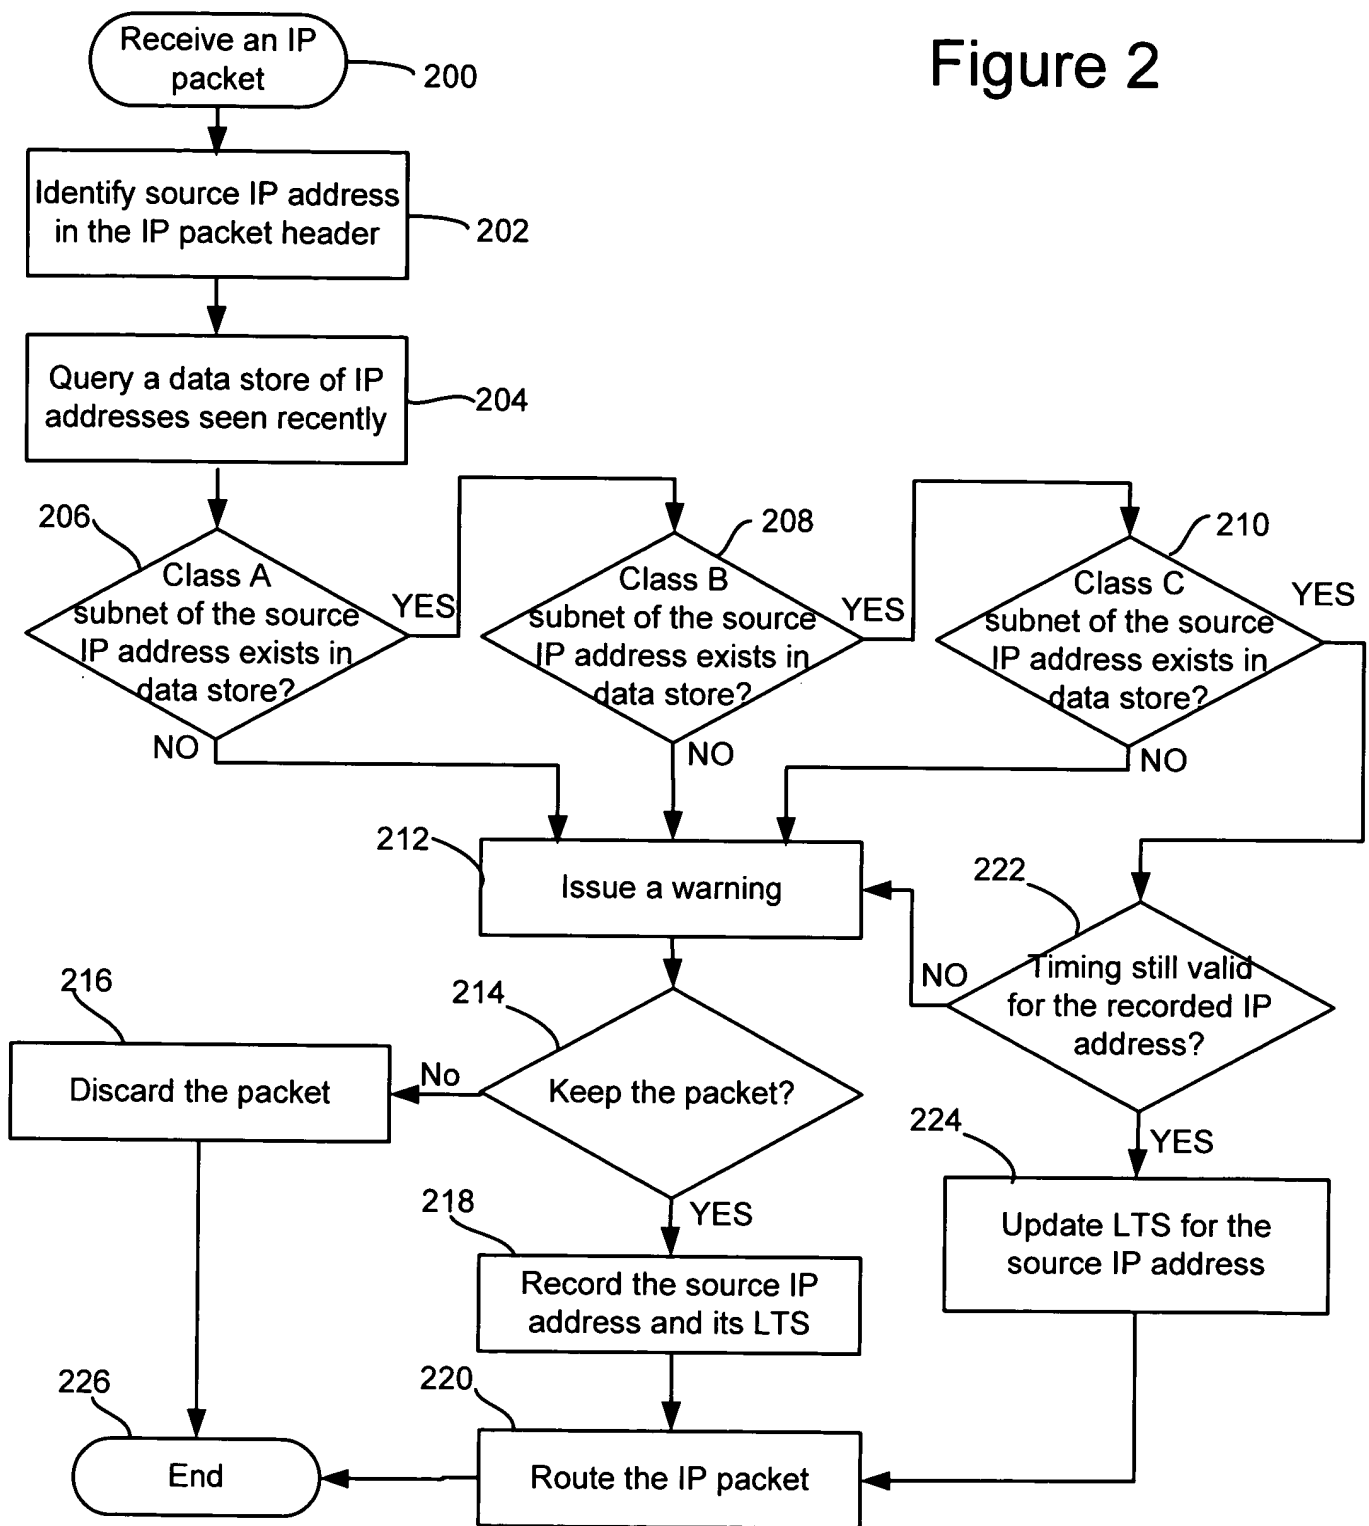 Figure 2
Receive an IP
packet
200
Identify source IP address
in the IP packet header
202
Query a data store of IP
addresses seen recently
204
206
Class A
subnet of the source
IP address exists in
data store?
YES
NO
208
Class B
subnet of the source
IP address exists in
data store?
YES
NO
210
Class C
subnet of the source
IP address exists in
data store?
YES
NO
212
Issue a warning
222
Timing still valid
for the recorded IP
address?
NO
YES
214
Keep the packet?
No
YES
216
Discard the packet
224
Update LTS for the
source IP address
218
Record the source IP
address and its LTS
220
Route the IP packet
226
End